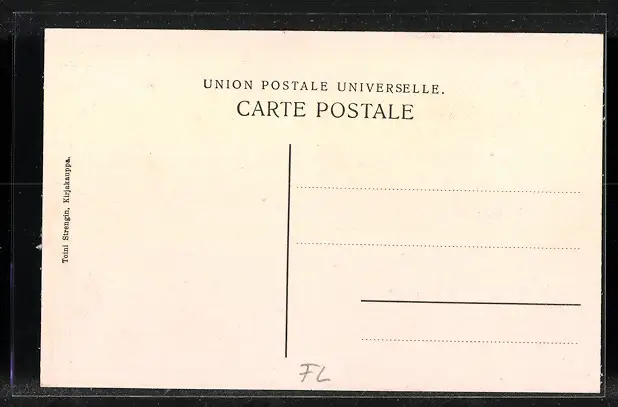 UNION POSTALE UNIVERSELLE.
CARTE POSTALE
Toini Strengin, Kirjakauppa.
FL